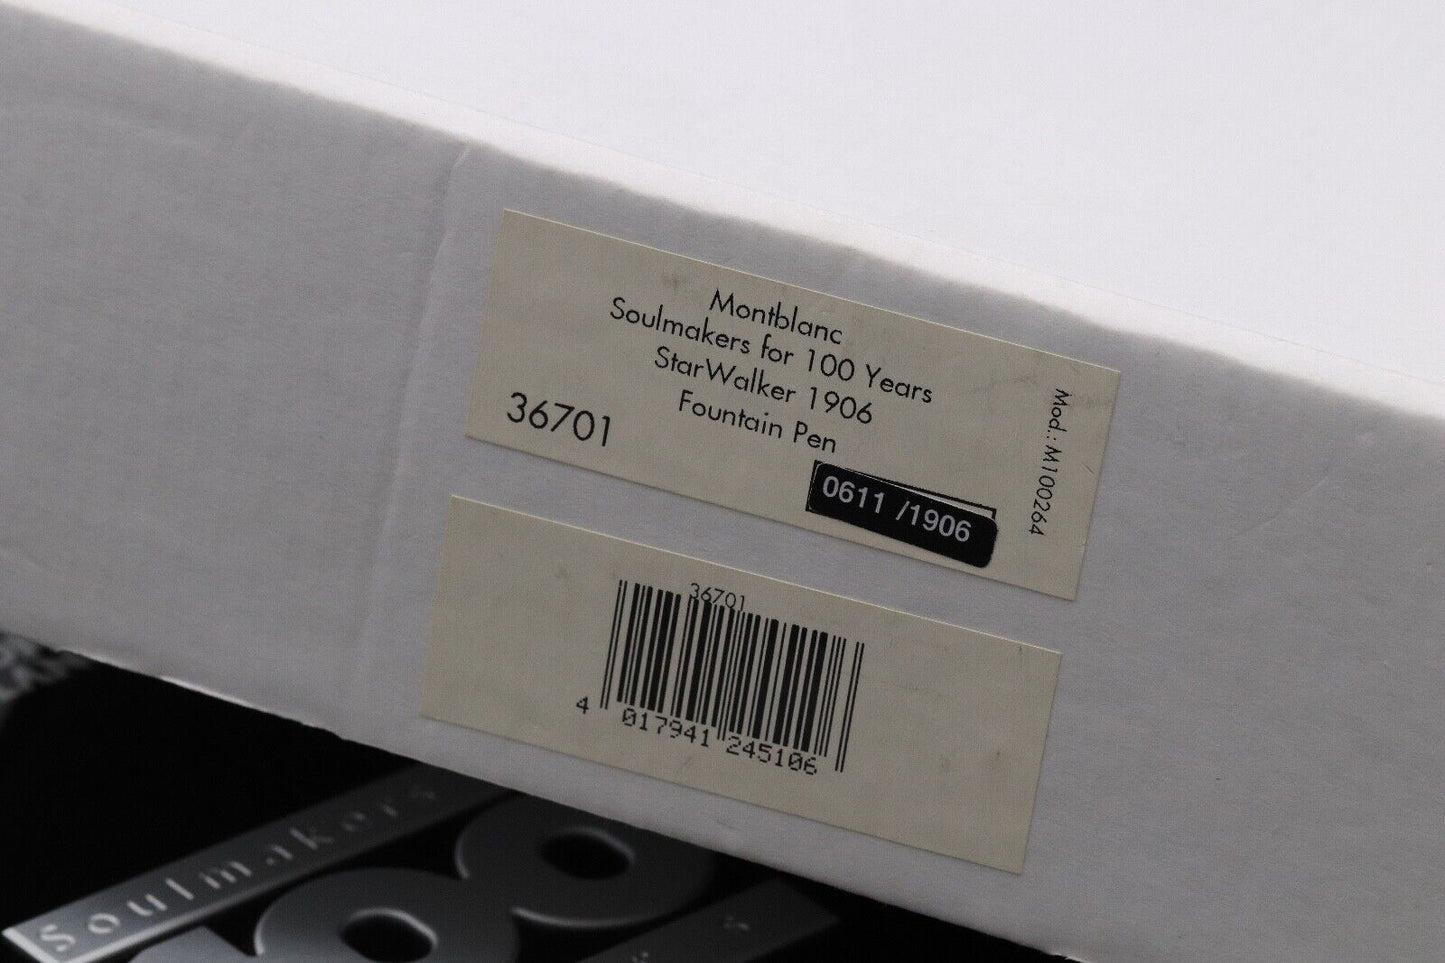 Montblanc
Soulmakers for 100 Years
StarWalker 1906
Fountain Pen
36701
0611 /1906
Mod.: M100264
36701
4 017941 245106
Soulmakers
100